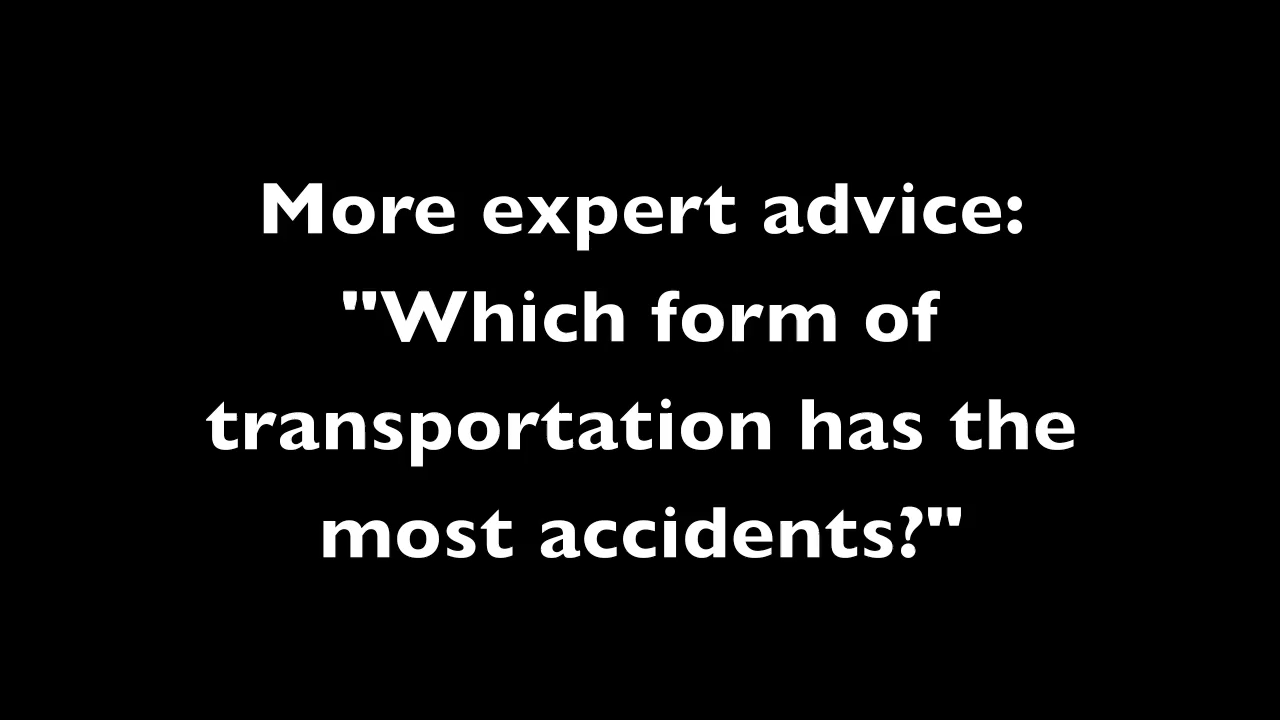 More expert advice:
"Which form of
transportation has the
most accidents?"